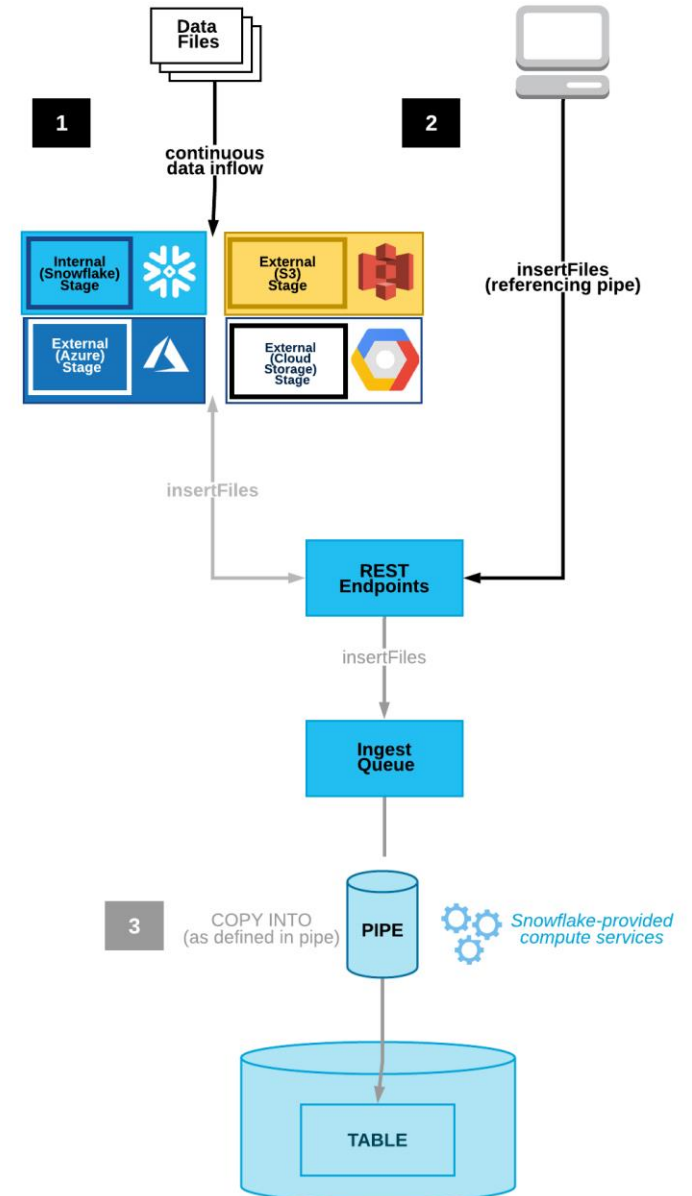 Data
Files
1
2
continuous
data inflow
Internal
(Snowflake)
Stage
External
(S3)
Stage
insertFiles
(referencing pipe)
External
(Azure)
Stage
External
(Cloud
Storage)
Stage
insertFiles
REST
Endpoints
insertFiles
Ingest
Queue
3
COPY INTO
(as defined in pipe)
PIPE
Snowflake-provided
compute services
TABLE